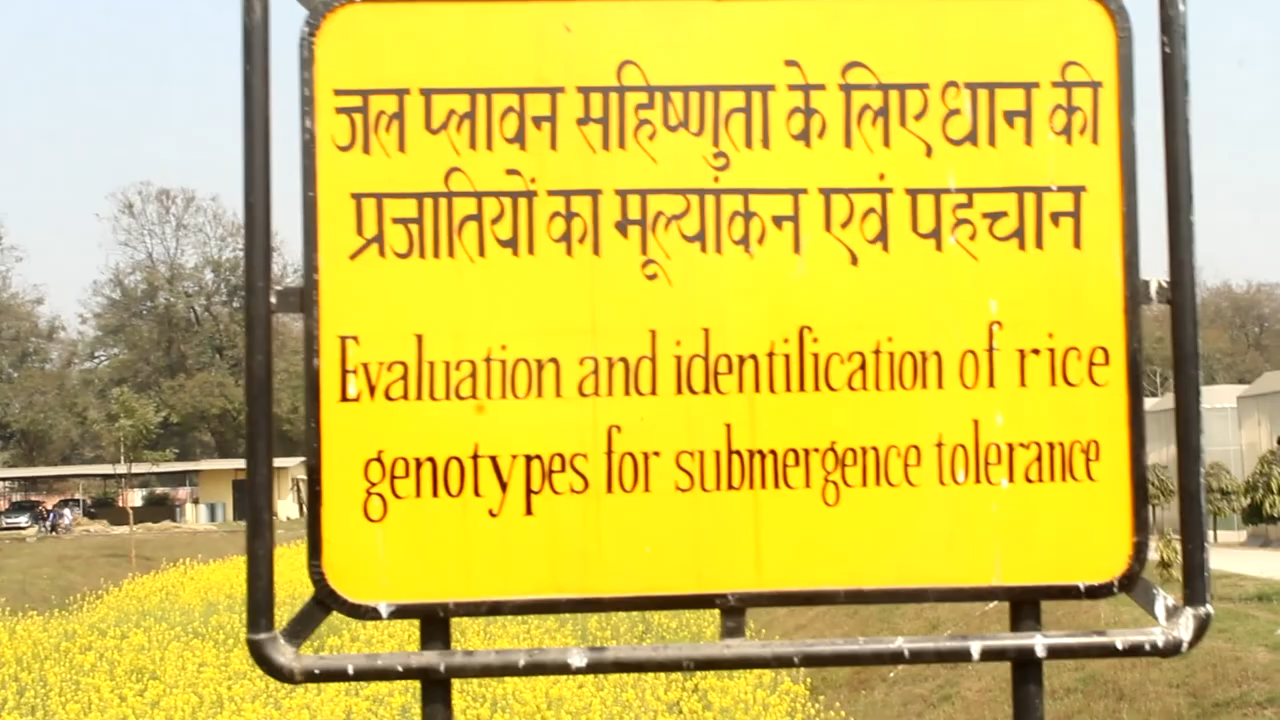 जल प्लावन सहिष्णुता के लिए धान की
प्रजातियों का मूल्यांकन एवं पहचान
Evaluation and identification of rice
genotypes for submergence tolerance